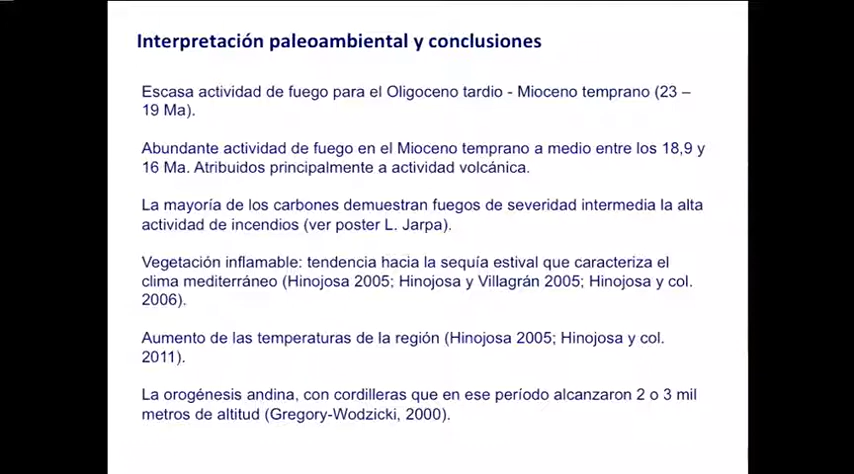 Interpretación paleoambiental y conclusiones
Escasa actividad de fuego para el Oligoceno tardio - Mioceno temprano (23 –
19 Ma).
Abundante actividad de fuego en el Mioceno temprano a medio entre los 18,9 y
16 Ma. Atribuidos principalmente a actividad volcánica.
La mayoría de los carbones demuestran fuegos de severidad intermedia la alta
actividad de incendios (ver poster L. Jarpa).
Vegetación inflamable: tendencia hacia la sequía estival que caracteriza el
clima mediterráneo (Hinojosa 2005; Hinojosa y Villagrán 2005; Hinojosa y col.
2006).
Aumento de las temperaturas de la región (Hinojosa 2005; Hinojosa y col.
2011).
La orogénesis andina, con cordilleras que en ese período alcanzaron 2 o 3 mil
metros de altitud (Gregory-Wodzicki, 2000).